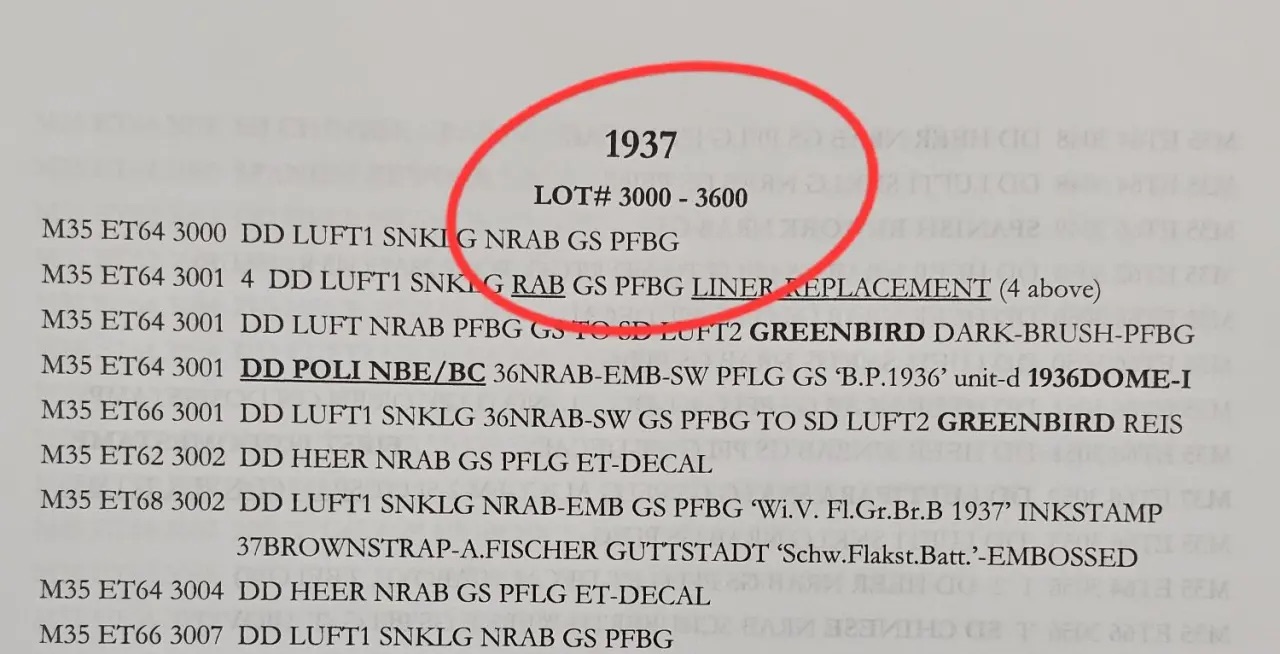 1937
LOT# 3000 - 3600
M35 ET64 3000 DD LUFT1 SNKLG NRAB GS PFBG
M35 ET64 3001 4 DD LUFT1 SNKLG RAB GS PFBG LINER REPLACEMENT (4 above)
M35 ET64 3001 DD LUFT NRAB PFBG GS TO SD LUFT2 GREENBIRD DARK-BRUSH-PFBG
M35 ET64 3001 DD POLI NBE/BC 36NRAB-EMB-SW PFLG GS ‘B.P.1936’ unit-d 1936DOME-I
M35 ET66 3001 DD LUFT1 SNKLG 36NRAB-SW GS PFBG TO SD LUFT2 GREENBIRD REIS
M35 ET62 3002 DD HEER NRAB GS PFLG ET-DECAL
M35 ET68 3002 DD LUFT1 SNKLG NRAB-EMB GS PFBG ‘Wi.V. Fl.Gr.Br.B 1937’ INKSTAMP
37BROWNSTRAP-A.FISCHER GUTTSTADT ‘Schw.Flakst.Batt.’-EMBOSSED
M35 ET64 3004 DD HEER NRAB GS PFLG ET-DECAL
M35 ET66 3007 DD LUFT1 SNKLG NRAB GS PFBG